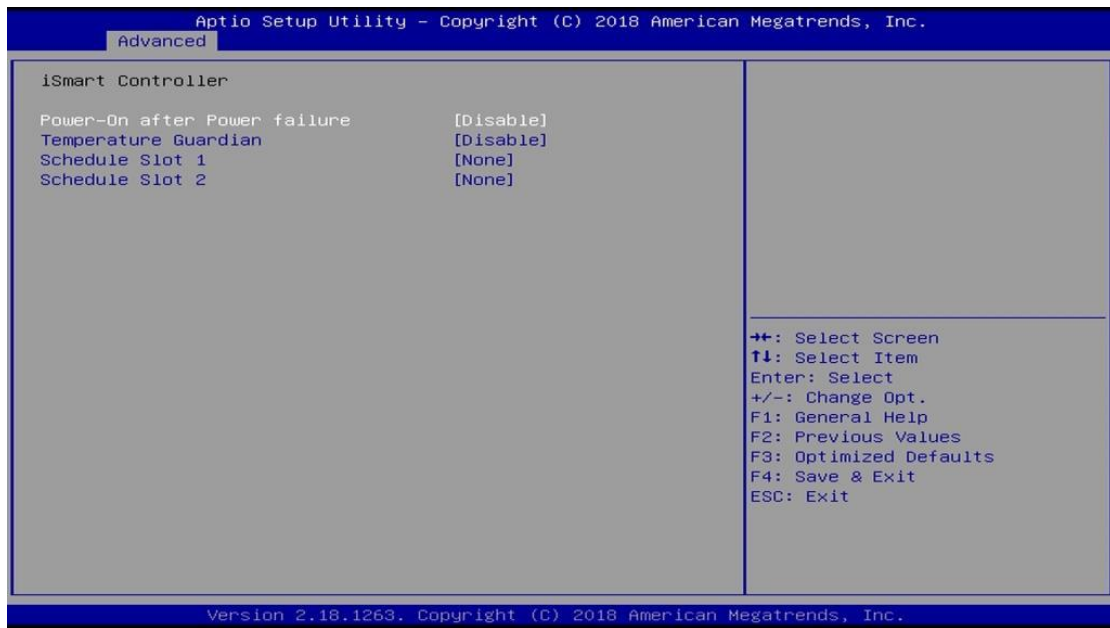 Aptio Setup Utility – Copyright (C) 2018 American Megatrends, Inc.
Advanced
iSmart Controller
Power-On after Power failure [Disable]
Temperature Guardian [Disable]
Schedule Slot 1 [None]
Schedule Slot 2 [None]
→←: Select Screen
↑↓: Select Item
Enter: Select
+/-: Change Opt.
F1: General Help
F2: Previous Values
F3: Optimized Defaults
F4: Save & Exit
ESC: Exit
Version 2.18.1263. Copyright (C) 2018 American Megatrends, Inc.